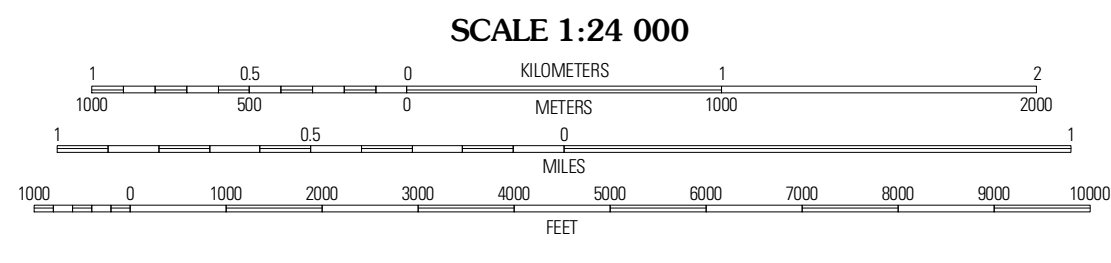 SCALE 1:24 000
1 0.5 0 KILOMETERS 1 2
1000 500 0 METERS 1000 2000
1 0.5 0 1
MILES
1000 0 1000 2000 3000 4000 5000 6000 7000 8000 9000 10000
FEET